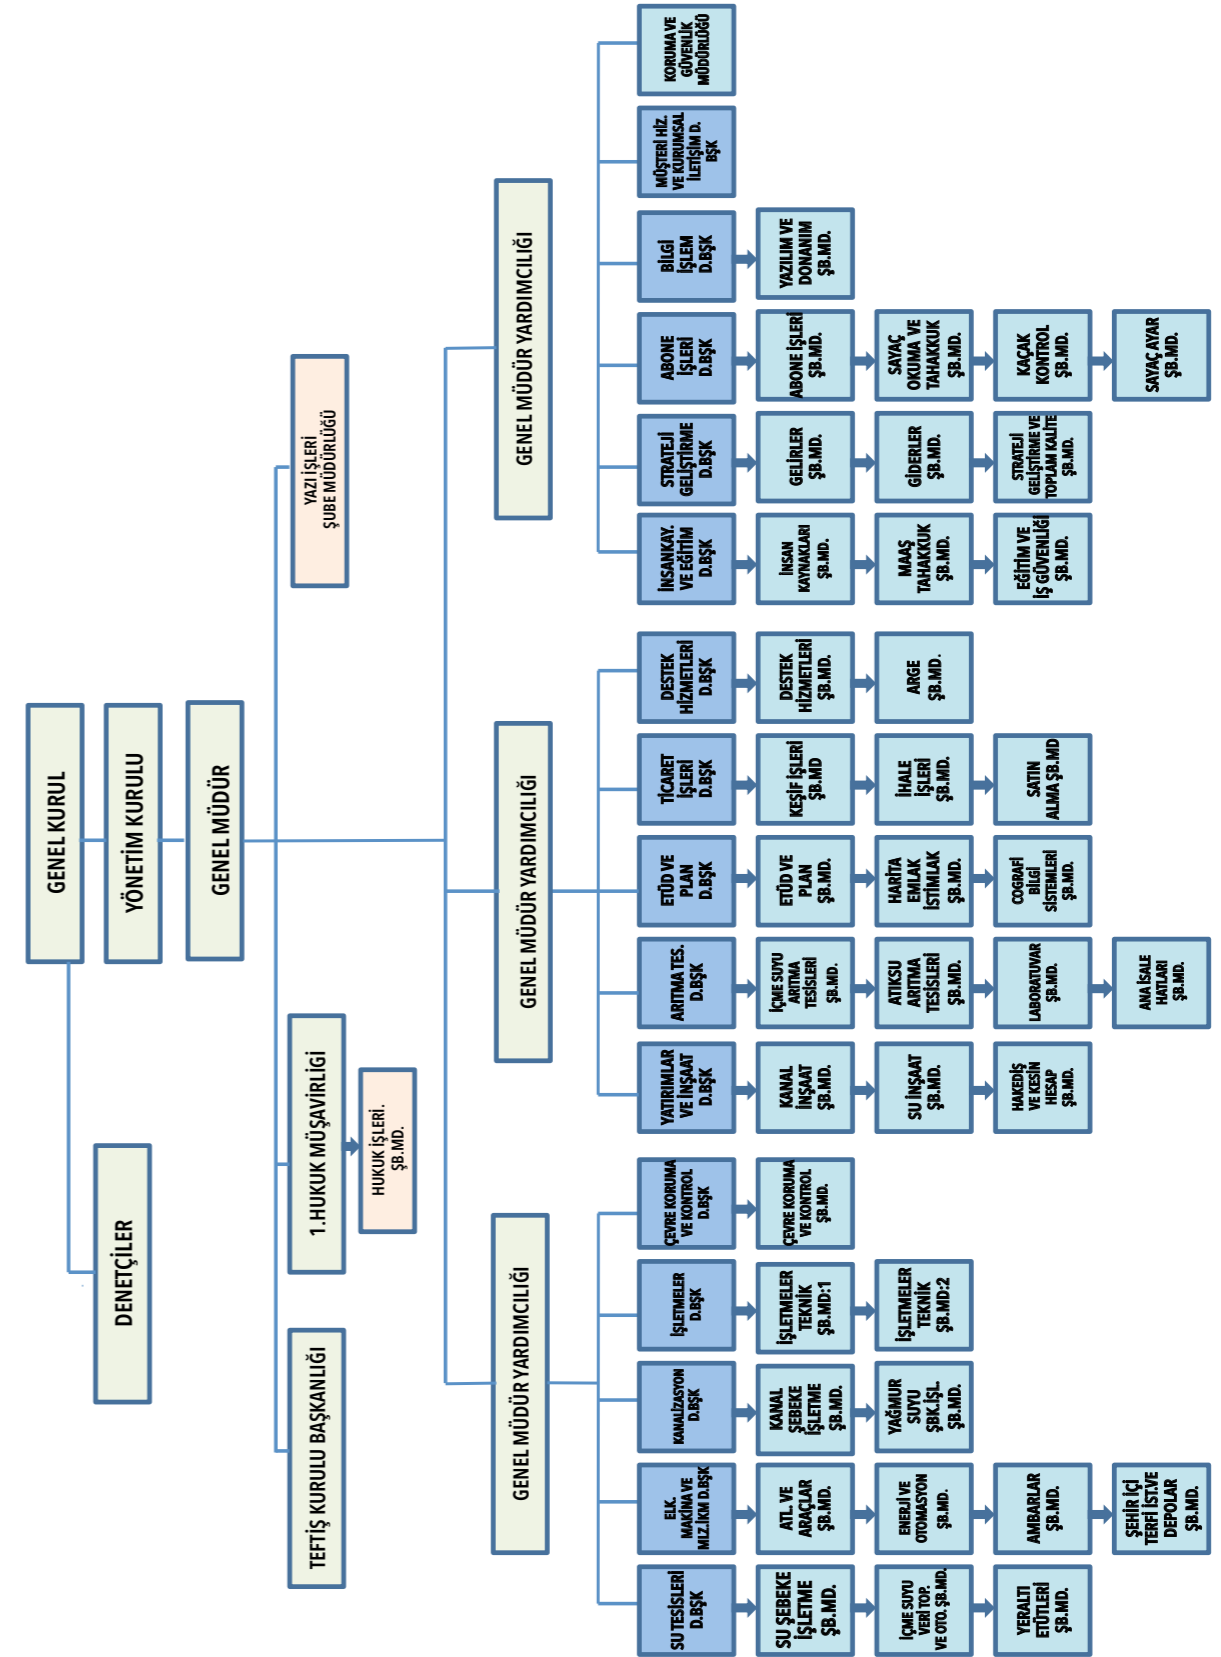 GENEL KURUL
YÖNETİM KURULU
GENEL MÜDÜR
DENETÇİLER
TEFTİŞ KURULU BAŞKANLIĞI
1.HUKUK MÜŞAVİRLİGİ
HUKUK İŞLERİ.
ŞB.MD.
YAZI İŞLERİ
ŞUBE MÜDÜRLÜĞÜ
GENEL MÜDÜR YARDIMCILIĞI
SU TESİSLERİ
D.BŞK
SU ŞEBEKE
İŞLETME
ŞB.MD.
İÇME SUYU
VERİ TOP.
VE OTO. ŞB.MD.
YERALTI
ETÜTLERİ
ŞB.MD.
ELK.
MAKİNA VE
MLZ.İKM D.BŞK
ATL. VE
ARAÇLAR
ŞB.MD.
ENERJİ VE
OTOMASYON
ŞB.MD.
AMBARLAR
ŞB.MD.
ŞEHİR İÇİ
TERFİ İST.VE
DEPOLAR
ŞB.MD.
KANALİZASYON
D.BŞK
KANAL
ŞEBEKE
İŞLETME
ŞB.MD.
YAĞMUR
SUYU
ŞBK.İŞL.
ŞB.MD.
İŞLETMELER
D.BŞK
İŞLETMELER
TEKNİK
ŞB.MD:1
İŞLETMELER
TEKNİK
ŞB.MD:2
ÇEVRE KORUMA
VE KONTROL
D.BŞK
ÇEVRE KORUMA
VE KONTROL
ŞB.MD.
GENEL MÜDÜR YARDIMCILIĞI
YATIRIMLAR
VE İNŞAAT
D.BŞK
KANAL
İNŞAAT
ŞB.MD.
SU İNŞAAT
ŞB.MD.
HAKEDİŞ
VE KESİN
HESAP
ŞB.MD.
ARITMA TES.
D.BŞK
İÇME SUYU
ARITMA
TESİSLERİ
ŞB.MD.
ATIKSU
ARITMA
TESİSLERİ
ŞB.MD.
LABORATUVAR
ŞB.MD.
ANA İSALE
HATLARI
ŞB.MD.
ETÜD VE
PLAN
D.BŞK
ETÜD VE
PLAN
ŞB.MD.
HARİTA
EMLAK
İSTİMLAK
ŞB.MD.
COGRAFİ
BİLGİ
SİSTEMLERİ
ŞB.MD.
TİCARET
İŞLERİ
D.BŞK
KEŞİF İŞLERİ
ŞB.MD
İHALE
İŞLERİ
ŞB.MD.
SATIN
ALMA ŞB.MD
DESTEK
HİZMETLERİ
D.BŞK
DESTEK
HİZMETLERİ
ŞB.MD.
ARGE
ŞB.MD.
GENEL MÜDÜR YARDIMCILIĞI
İNSANKAY.
VE EĞİTİM
D.BŞK
İNSAN
KAYNAKLARI
ŞB.MD.
MAAŞ
TAHAKKUK
ŞB.MD.
EĞİTİM VE
İŞ GÜVENLİĞİ
ŞB.MD.
STRATEJİ
GELİŞTİRME
D.BŞK
GELİRLER
ŞB.MD.
GİDERLER
ŞB.MD.
STRATEJİ
GELİŞTİRME VE
TOPLAM KALİTE
ŞB.MD.
ABONE
İŞLERİ
D.BŞK
ABONE İŞLERİ
ŞB.MD.
SAYAÇ
OKUMA VE
TAHAKKUK
ŞB.MD.
KAÇAK
KONTROL
ŞB.MD.
SAYAÇ AYAR
ŞB.MD.
BİLGİ
İŞLEM
D.BŞK
YAZILIM VE
DONANIM
ŞB.MD.
MÜŞTERİ HİZ.
VE KURUMSAL
İLETİŞİM D.
BŞK
KORUMA VE
GÜVENLİK
MÜDÜRLÜĞÜ